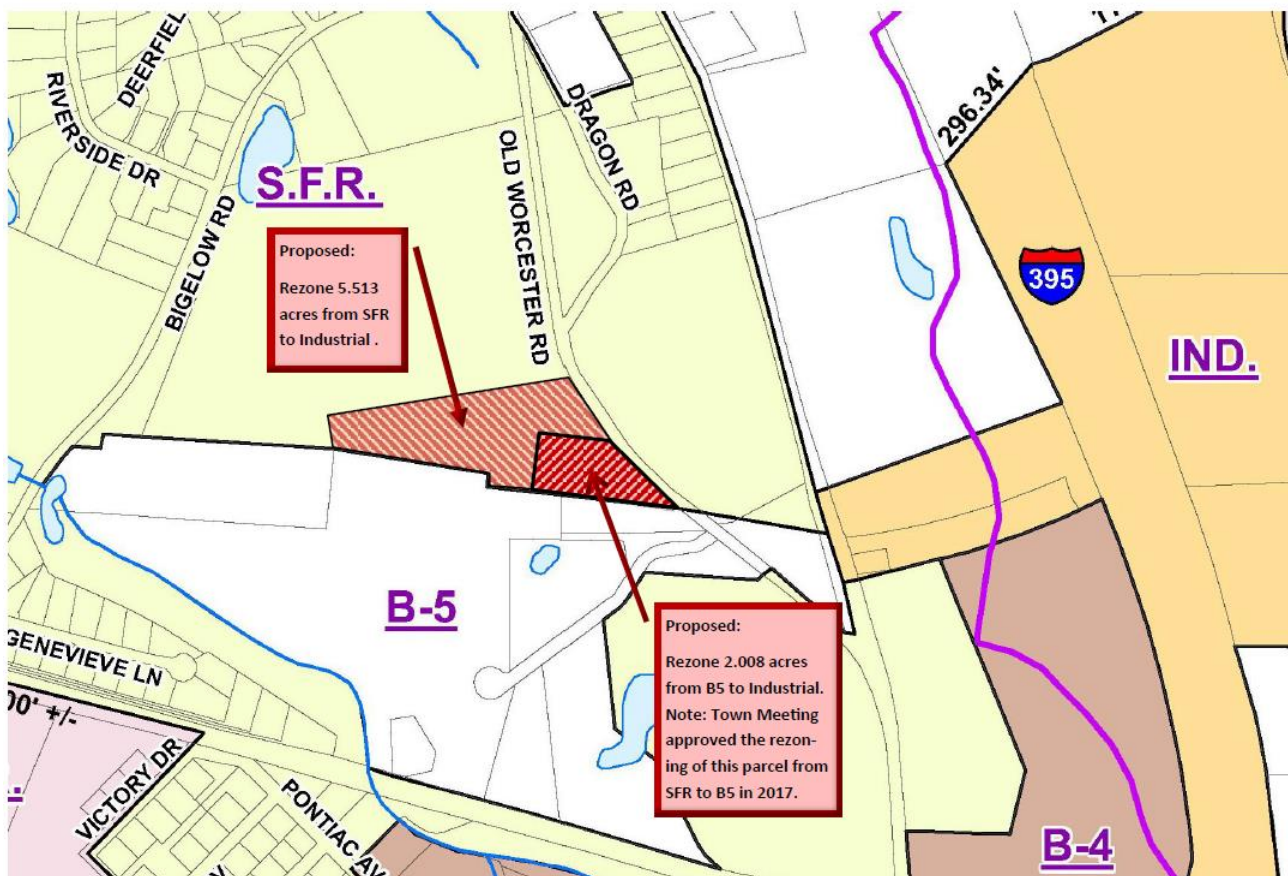 DEERFIEL
RIVERSIDE DR
BIGELOW RD
S.F.R.
OLD WORCESTER RD
DRAGON RD
296.34'
395
IND.
Proposed:
Rezone 5.513
acres from SFR
to Industrial .
B-5
Proposed:
Rezone 2.008 acres
from B5 to Industrial.
Note: Town Meeting
approved the rezon-
ing of this parcel from
SFR to B5 in 2017.
GENEVIEVE LN
00' +/-
VICTORY DR
PONTIAC AV
B-4